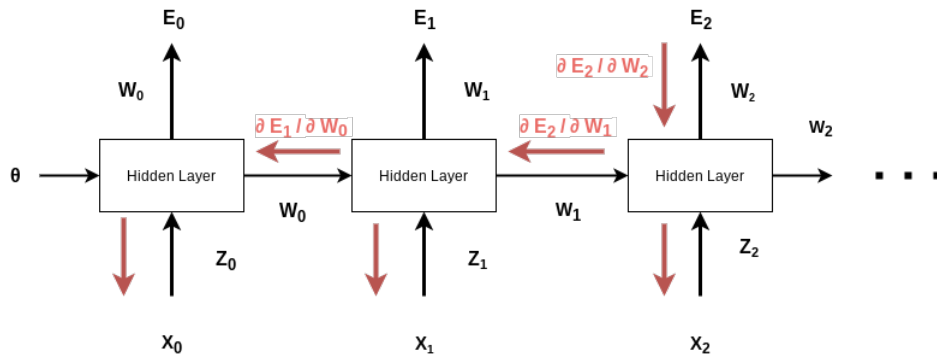 E₀ E₁ E₂
∂ E₂ / ∂ W₂
W₀ W₁ W₂
∂ E₁ / ∂ W₀ ∂ E₂ / ∂ W₁ W₂
θ Hidden Layer Hidden Layer Hidden Layer
W₀ W₁
Z₀ Z₁ Z₂
X₀ X₁ X₂